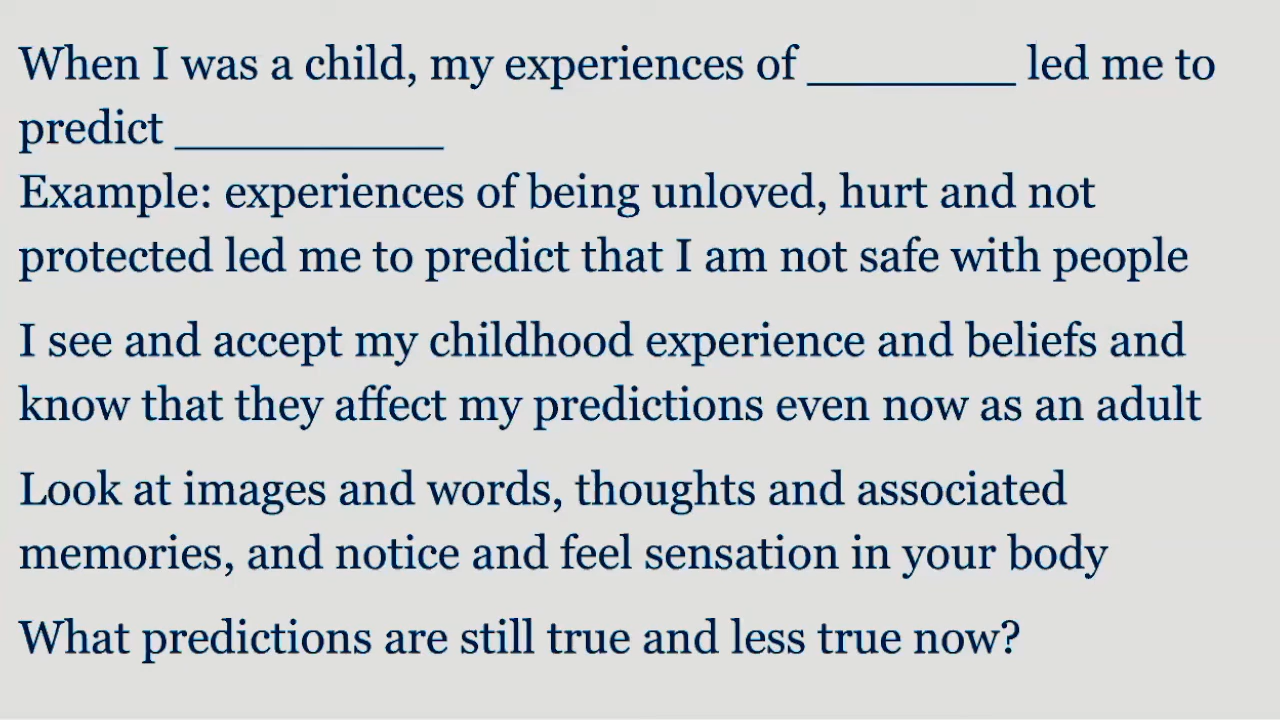 When I was a child, my experiences of _________ led me to
predict ____________
Example: experiences of being unloved, hurt and not
protected led me to predict that I am not safe with people
I see and accept my childhood experience and beliefs and
know that they affect my predictions even now as an adult
Look at images and words, thoughts and associated
memories, and notice and feel sensation in your body
What predictions are still true and less true now?